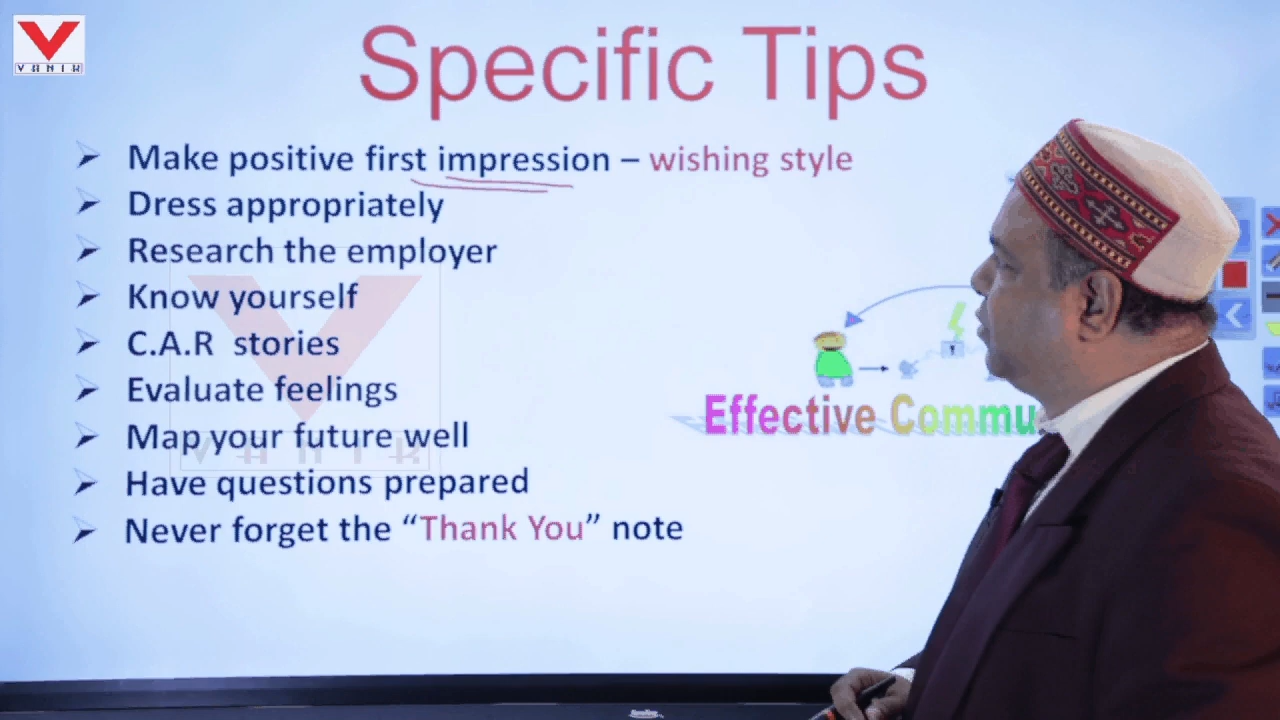 VANIK
Specific Tips
Make positive first impression – wishing style
Dress appropriately
Research the employer
Know yourself
C.A.R stories
Evaluate feelings
Map your future well
Have questions prepared
Never forget the “Thank You” note
VANIK
Effective Commu